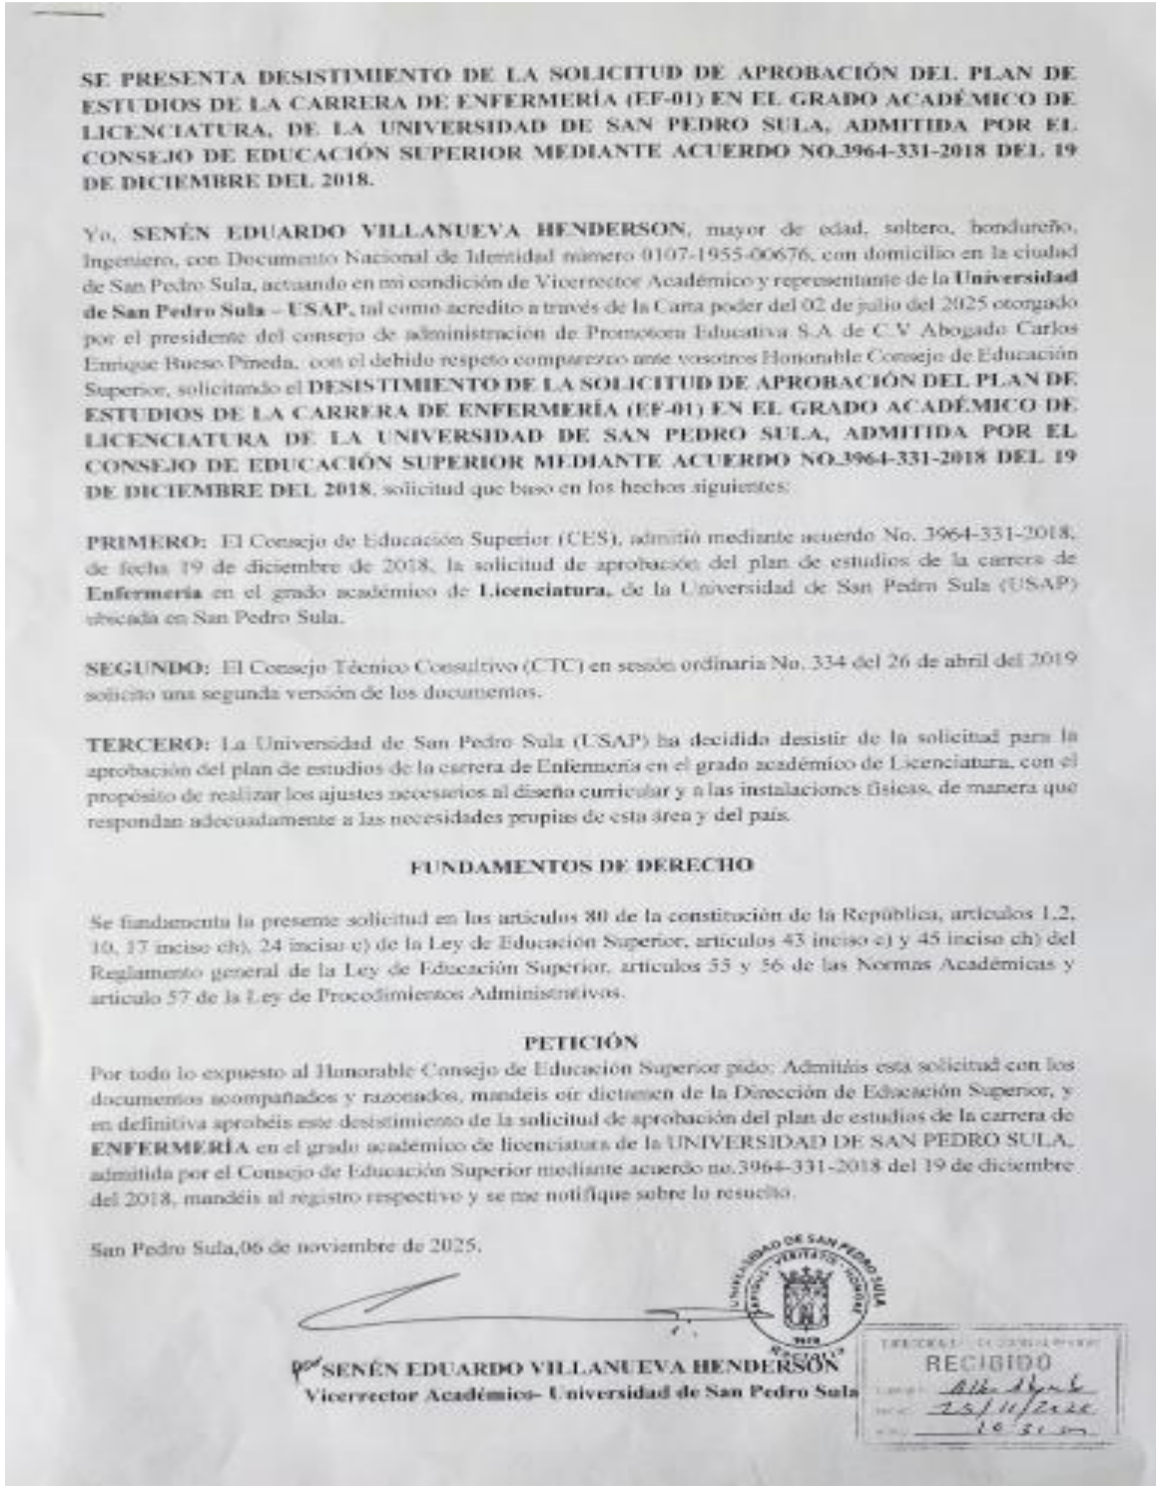 SE PRESENTA DESISTIMIENTO DE LA SOLICITUD DE APROBACIÓN DEL PLAN DE
ESTUDIOS DE LA CARRERA DE ENFERMERÍA (EF-01) EN EL GRADO ACADÉMICO DE
LICENCIATURA, DE LA UNIVERSIDAD DE SAN PEDRO SULA, ADMITIDA POR EL
CONSEJO DE EDUCACIÓN SUPERIOR MEDIANTE ACUERDO NO.3964-331-2018 DEL 19
DE DICIEMBRE DEL 2018.
Yo, SENÉN EDUARDO VILLANUEVA HENDERSON, mayor de edad, soltero, hondureño,
Ingeniero, con Documento Nacional de Identidad número 0107-1955-00676, con domicilio en la ciudad
de San Pedro Sula, actuando en mi condición de Vicerrector Académico y representante de la Universidad
de San Pedro Sula – USAP, tal como acredito a través de la Carta poder del 02 de julio del 2025 otorgado
por el presidente del consejo de administración de Promotora Educativa S.A de C.V Abogado Carlos
Enrique Bueso Pineda, con el debido respeto comparezco ante vosotros Honorable Consejo de Educación
Superior, solicitando el DESISTIMIENTO DE LA SOLICITUD DE APROBACIÓN DEL PLAN DE
ESTUDIOS DE LA CARRERA DE ENFERMERÍA (EF-01) EN EL GRADO ACADÉMICO DE
LICENCIATURA DE LA UNIVERSIDAD DE SAN PEDRO SULA, ADMITIDA POR EL
CONSEJO DE EDUCACIÓN SUPERIOR MEDIANTE ACUERDO NO.3964-331-2018 DEL 19
DE DICIEMBRE DEL 2018, solicitud que baso en los hechos siguientes:
PRIMERO: El Consejo de Educación Superior (CES), admitió mediante acuerdo No. 3964-331-2018,
de fecha 19 de diciembre de 2018, la solicitud de aprobación del plan de estudios de la carrera de
Enfermería en el grado académico de Licenciatura, de la Universidad de San Pedro Sula (USAP)
ubicada en San Pedro Sula.
SEGUNDO: El Consejo Técnico Consultivo (CTC) en sesión ordinaria No. 334 del 26 de abril del 2019
solicito una segunda versión de los documentos.
TERCERO: La Universidad de San Pedro Sula (USAP) ha decidido desistir de la solicitud para la
aprobación del plan de estudios de la carrera de Enfermería en el grado académico de Licenciatura, con el
propósito de realizar los ajustes necesarios al diseño curricular y a las instalaciones físicas, de manera que
respondan adecuadamente a las necesidades propias de esta área y del país.
FUNDAMENTOS DE DERECHO
Se fundamenta la presente solicitud en los artículos 80 de la constitución de la República, artículos 1,2,
10, 17 inciso ch), 24 inciso c) de la Ley de Educación Superior, artículos 43 inciso c) y 45 inciso ch) del
Reglamento general de la Ley de Educación Superior, artículos 55 y 56 de las Normas Académicas y
artículo 57 de la Ley de Procedimientos Administrativos.
PETICIÓN
Por todo lo expuesto al Honorable Consejo de Educación Superior pido: Admitáis esta solicitud con los
documentos acompañados y razonados, mandéis oír dictamen de la Dirección de Educación Superior, y
en definitiva aprobéis este desistimiento de la solicitud de aprobación del plan de estudios de la carrera de
ENFERMERÍA en el grado académico de licenciatura de la UNIVERSIDAD DE SAN PEDRO SULA,
admitida por el Consejo de Educación Superior mediante acuerdo no.3964-331-2018 del 19 de diciembre
del 2018, mandéis al registro respectivo y se me notifique sobre lo resuelto.
San Pedro Sula,06 de noviembre de 2025.
UNIVERSIDAD DE SAN PEDRO SULA
VERITATIS
Rectoría
por SENÉN EDUARDO VILLANUEVA HENDERSON
Vicerrector Académico- Universidad de San Pedro Sula
RECIBIDO